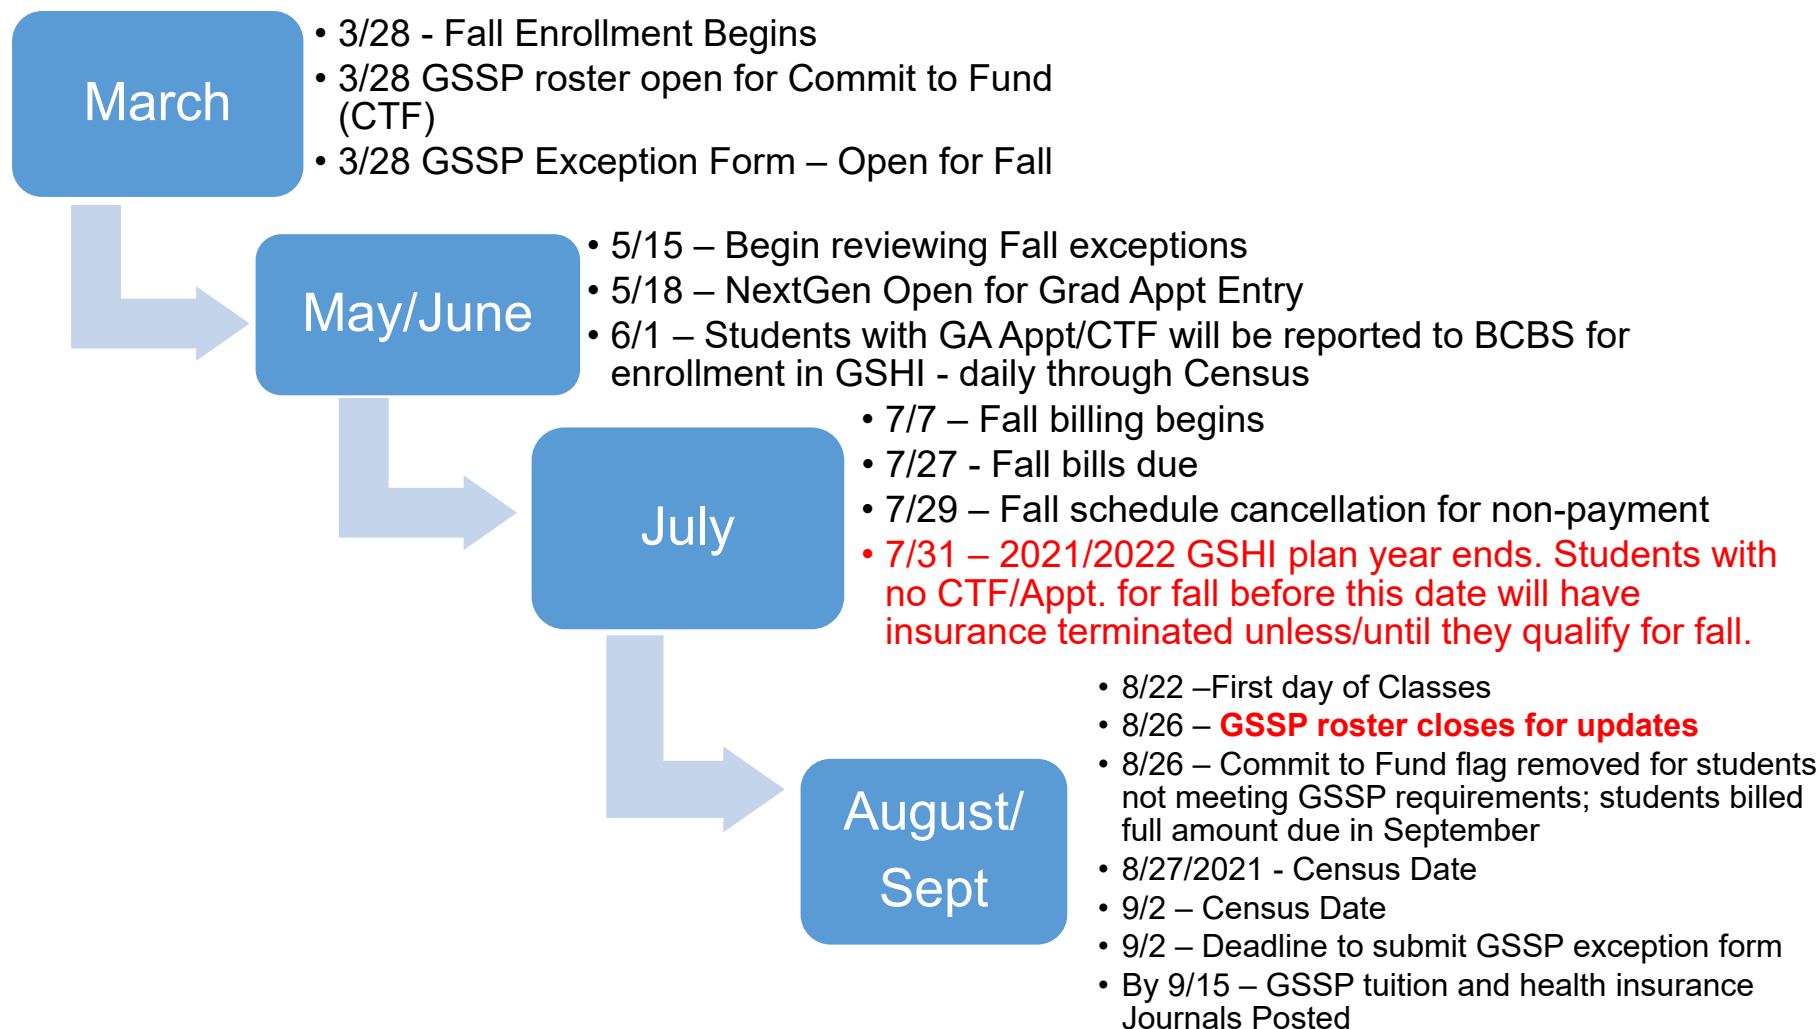 March
• 3/28 - Fall Enrollment Begins
• 3/28 GSSP roster open for Commit to Fund
(CTF)
• 3/28 GSSP Exception Form – Open for Fall
May/June
• 5/15 – Begin reviewing Fall exceptions
• 5/18 – NextGen Open for Grad Appt Entry
• 6/1 – Students with GA Appt/CTF will be reported to BCBS for
enrollment in GSHI - daily through Census
July
• 7/7 – Fall billing begins
• 7/27 - Fall bills due
• 7/29 – Fall schedule cancellation for non-payment
• 7/31 – 2021/2022 GSHI plan year ends. Students with
no CTF/Appt. for fall before this date will have
insurance terminated unless/until they qualify for fall.
August/
Sept
• 8/22 –First day of Classes
• 8/26 – GSSP roster closes for updates
• 8/26 – Commit to Fund flag removed for students
not meeting GSSP requirements; students billed
full amount due in September
• 8/27/2021 - Census Date
• 9/2 – Census Date
• 9/2 – Deadline to submit GSSP exception form
• By 9/15 – GSSP tuition and health insurance
Journals Posted